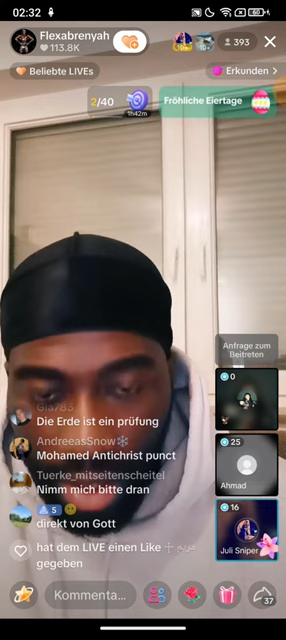 02:32
60
Flexabrenyah
113.8K
393
Beliebte LIVEs
Erkunden >
2/40
1h42m
Fröhliche Eiertage
Anfrage zum
Beitreten
0
Gia783
Die Erde ist ein prüfung
AndreeasSnow❄
Mohamed Antichrist punct
25
Ahmad
Tuerke_mitseitenscheitel
Nimm mich bitte dran
5
direkt von Gott
16
Juli Sniper
hat dem LIVE einen Like
gegeben
Kommenta...
37